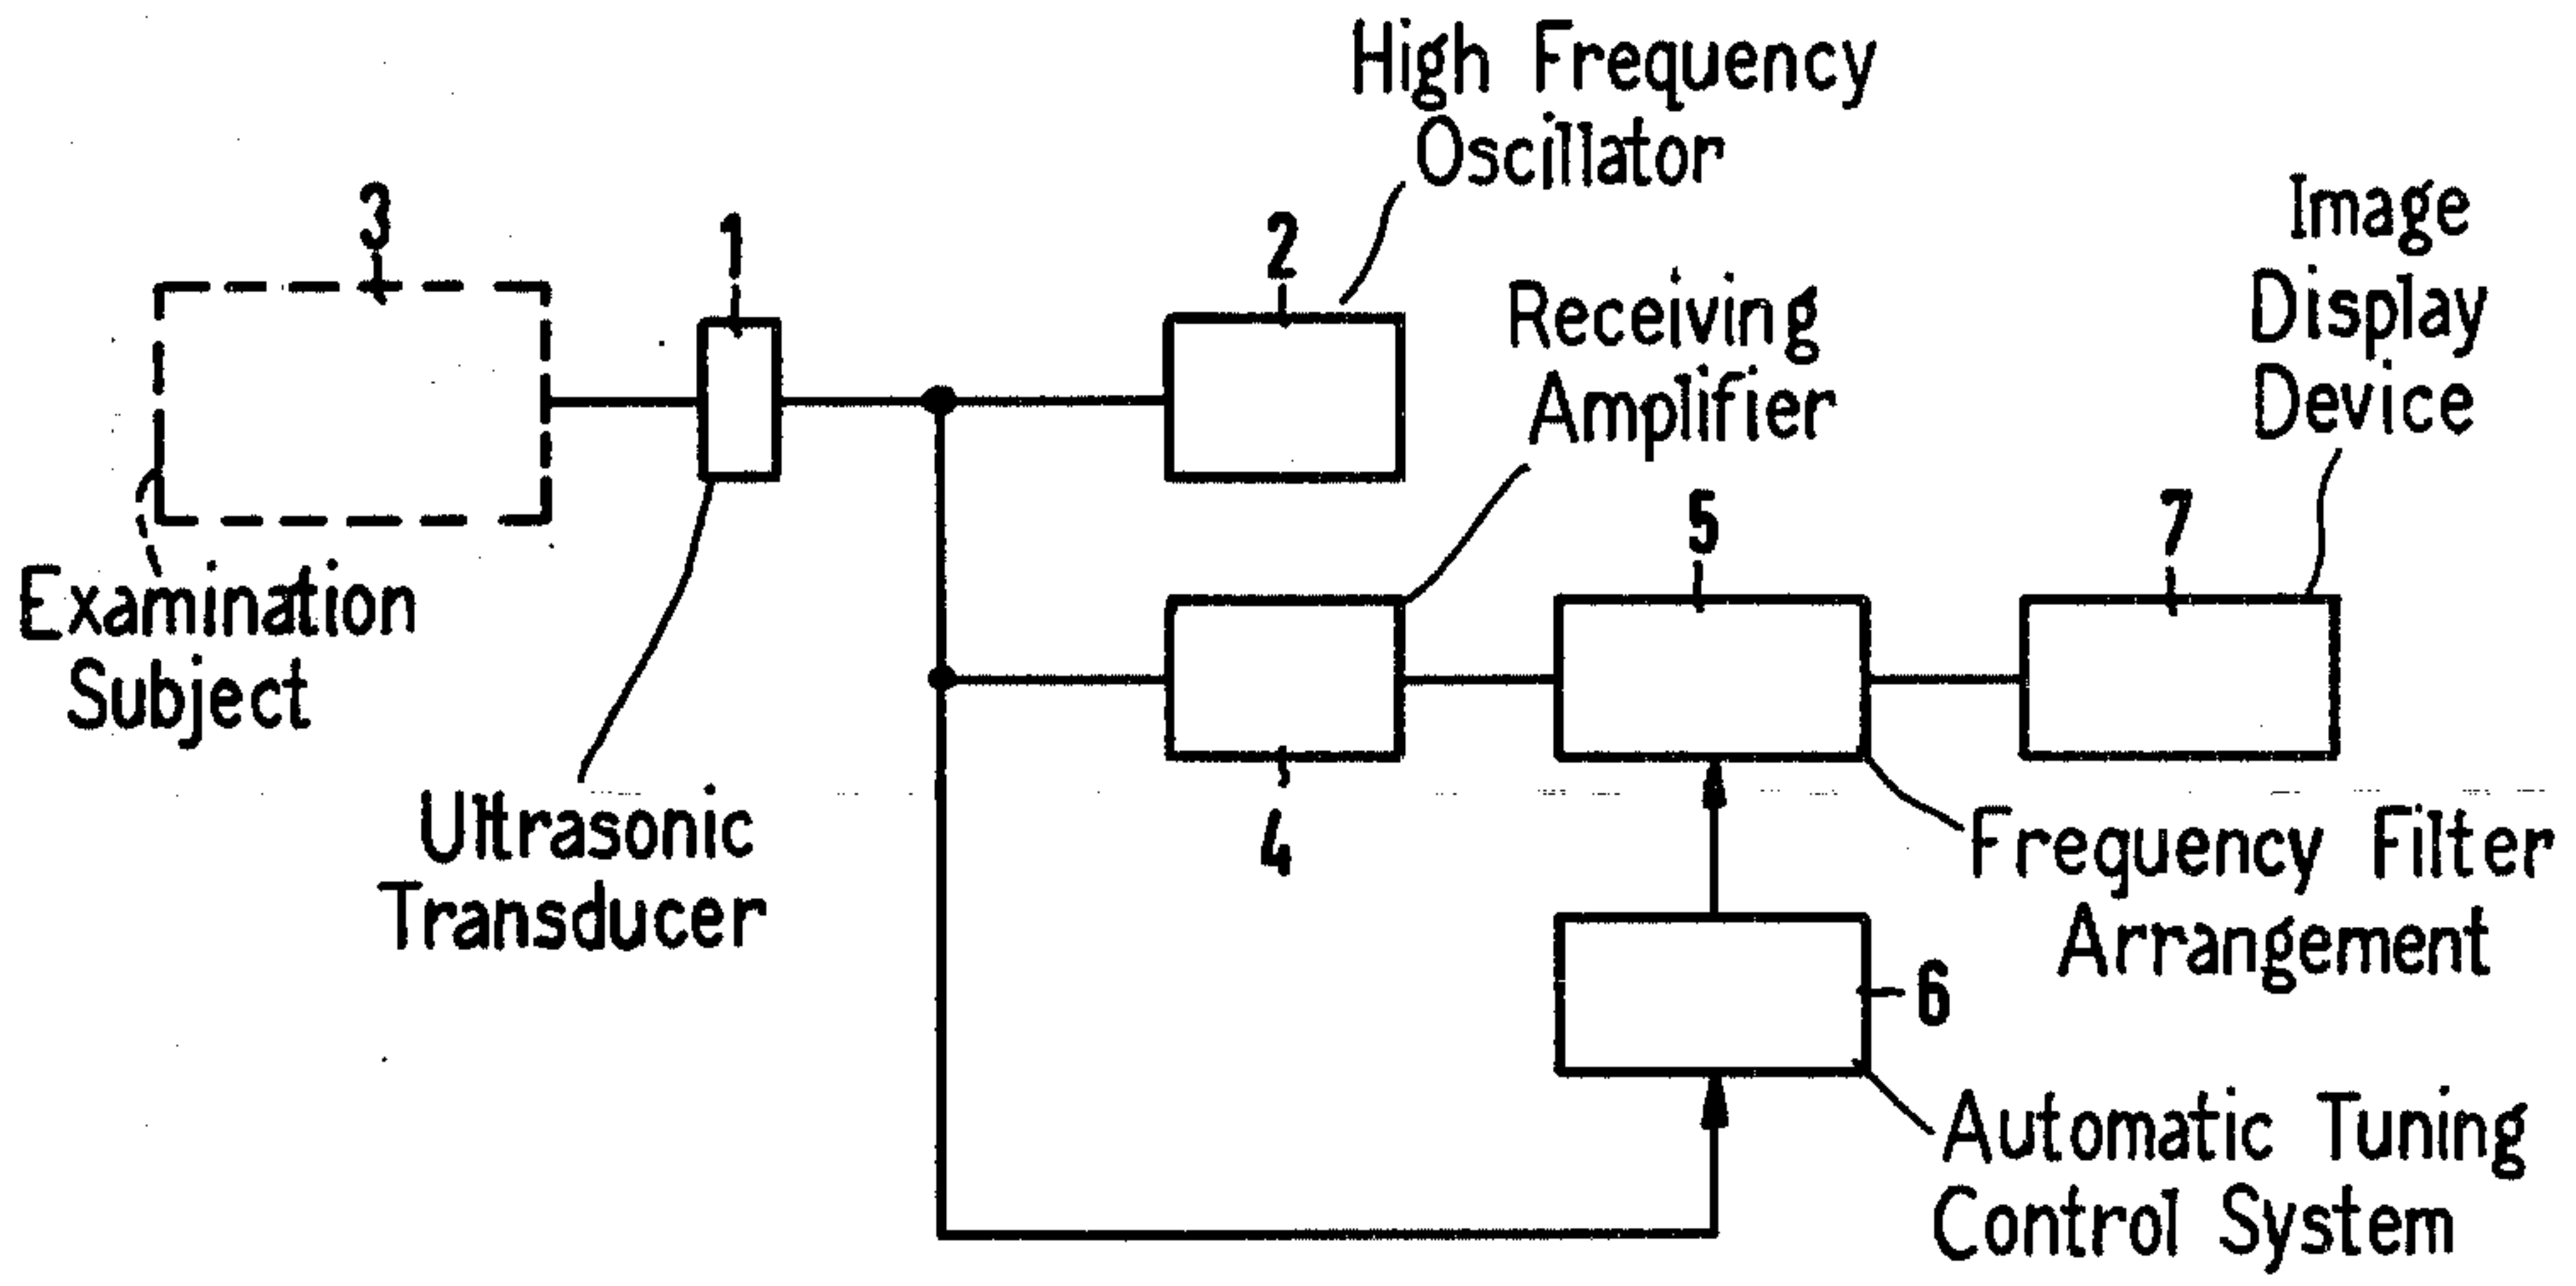 High Frequency
Oscillator
Image
Display
Device
3
1
2
Receiving
Amplifier
5
7
Examination
Subject
Ultrasonic
Transducer
4
Frequency Filter
Arrangement
6
Automatic Tuning
Control System